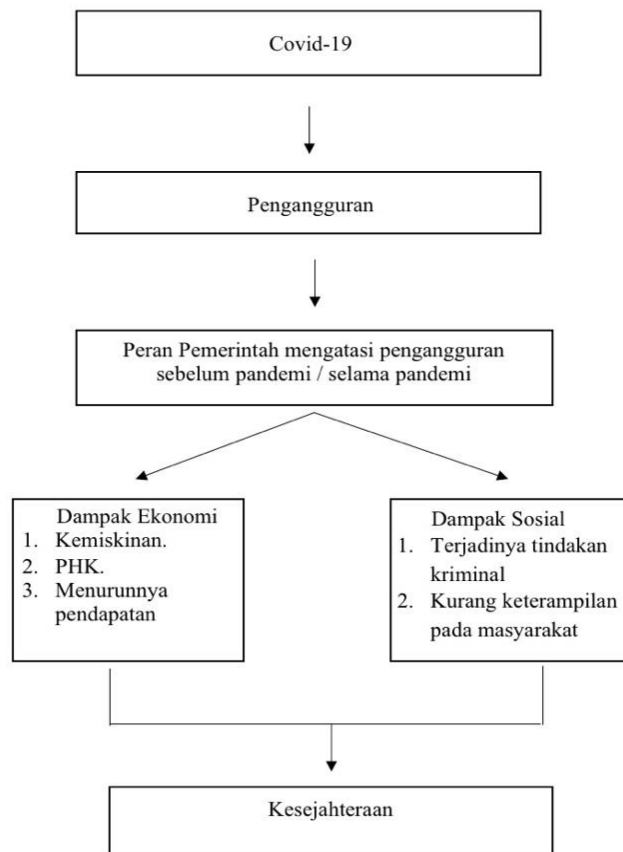 Covid-19
Pengangguran
Peran Pemerintah mengatasi pengangguran
sebelum pandemi / selama pandemi
Dampak Ekonomi
1. Kemiskinan.
2. PHK.
3. Menurunnya
pendapatan
Dampak Sosial
1. Terjadinya tindakan
kriminal
2. Kurang keterampilan
pada masyarakat
Kesejahteraan